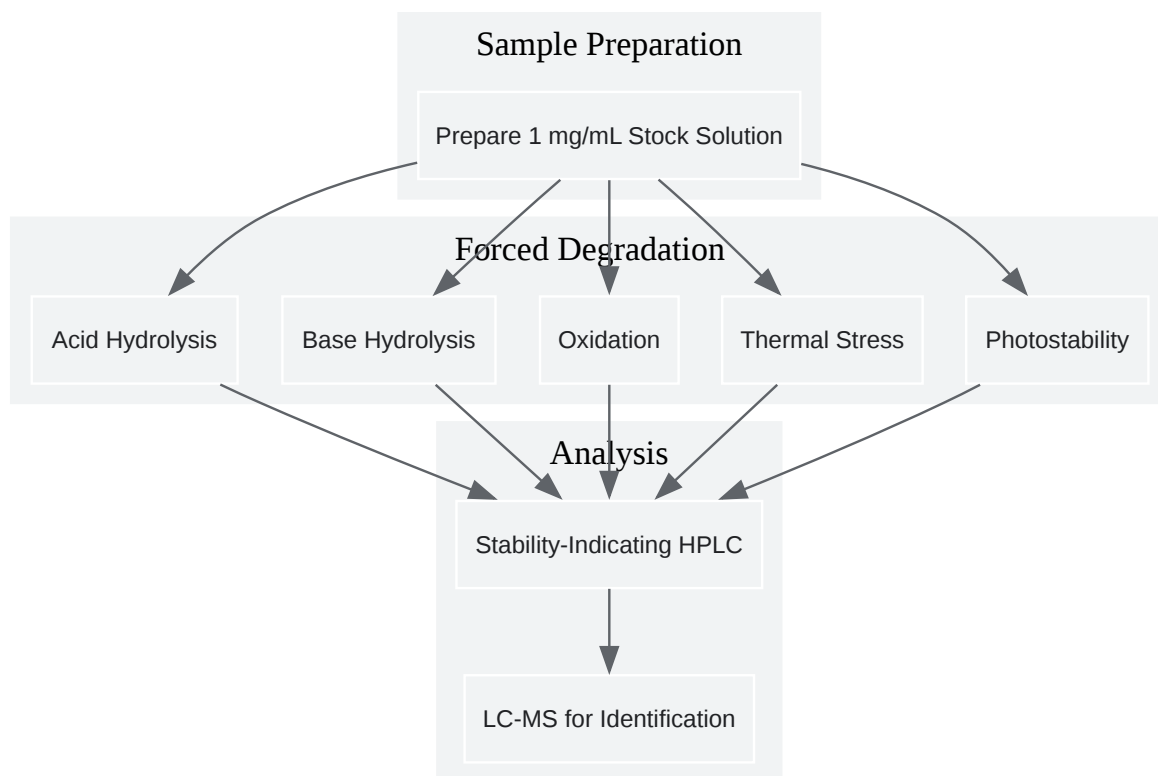 Sample Preparation
Prepare 1 mg/mL Stock Solution
Forced Degradation
Acid Hydrolysis
Base Hydrolysis
Oxidation
Thermal Stress
Photostability
Analysis
Stability-Indicating HPLC
LC-MS for Identification